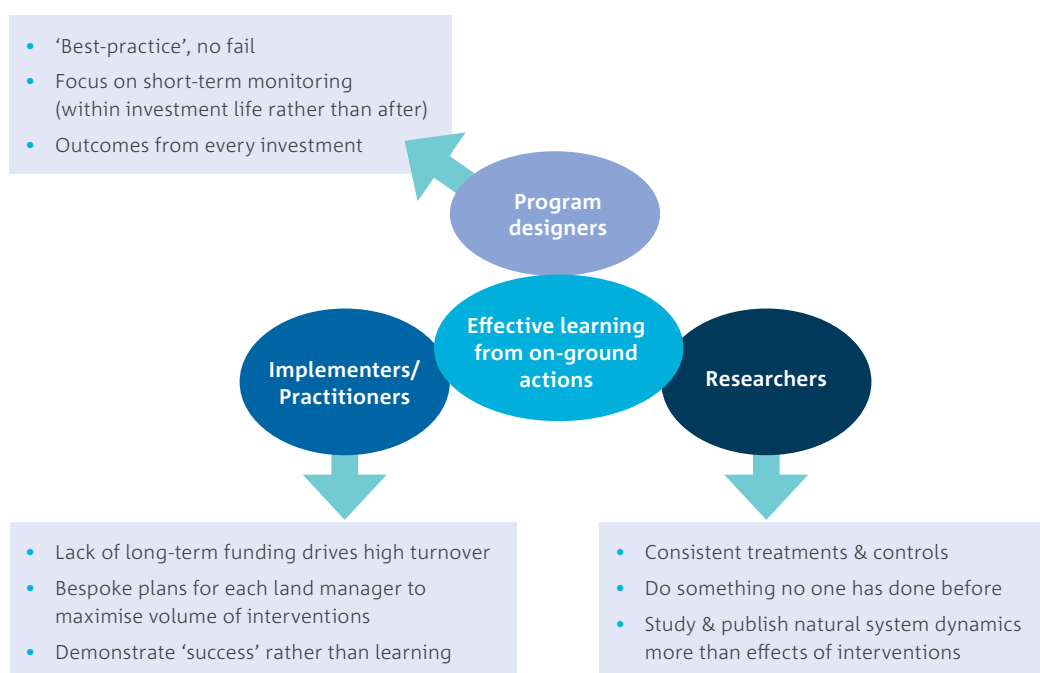 • ‘Best-practice’, no fail
• Focus on short-term monitoring
(within investment life rather than after)
• Outcomes from every investment
Program
designers
Effective learning
from on-ground
actions
Implementers/
Practitioners
Researchers
• Lack of long-term funding drives high turnover
• Bespoke plans for each land manager to
maximise volume of interventions
• Demonstrate ‘success’ rather than learning
• Consistent treatments & controls
• Do something no one has done before
• Study & publish natural system dynamics
more than effects of interventions